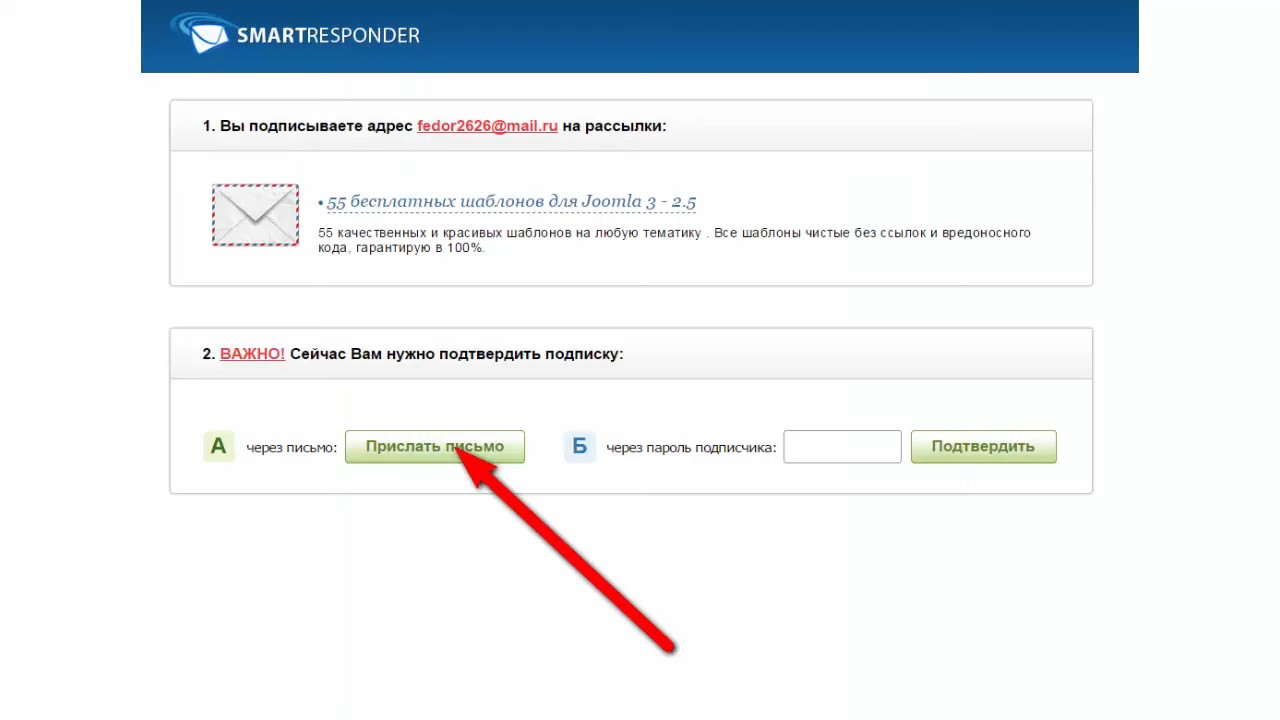 SMARTRESPONDER
1. Вы подписываете адрес fedor2626@mail.ru на рассылки:
• 55 бесплатных шаблонов для Joomla 3 - 2.5
55 качественных и красивых шаблонов на любую тематику . Все шаблоны чистые без ссылок и вредоносного
кода, гарантирую в 100%.
2. ВАЖНО! Сейчас Вам нужно подтвердить подписку:
А через письмо: Прислать письмо Б через пароль подписчика: Подтвердить